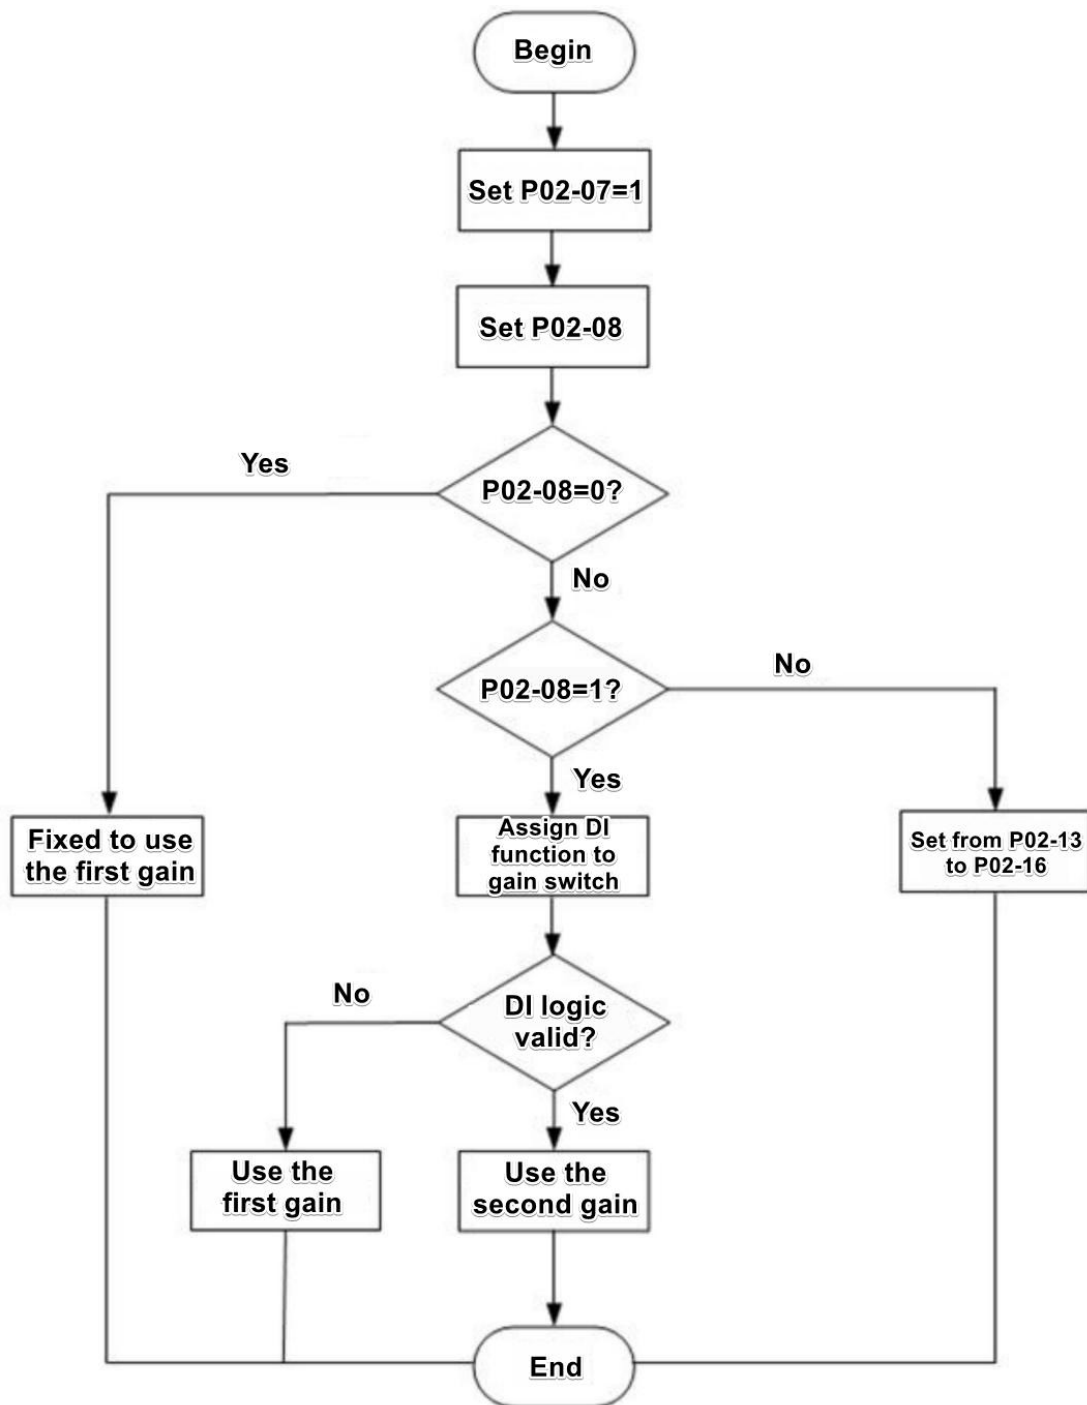 Begin
Set P02-07=1
Set P02-08
Yes
P02-08=0?
No
No
P02-08=1?
Yes
Fixed to use
the first gain
Assign DI
function to
gain switch
Set from P02-13
to P02-16
No
DI logic
valid?
Yes
Use the
first gain
Use the
second gain
End